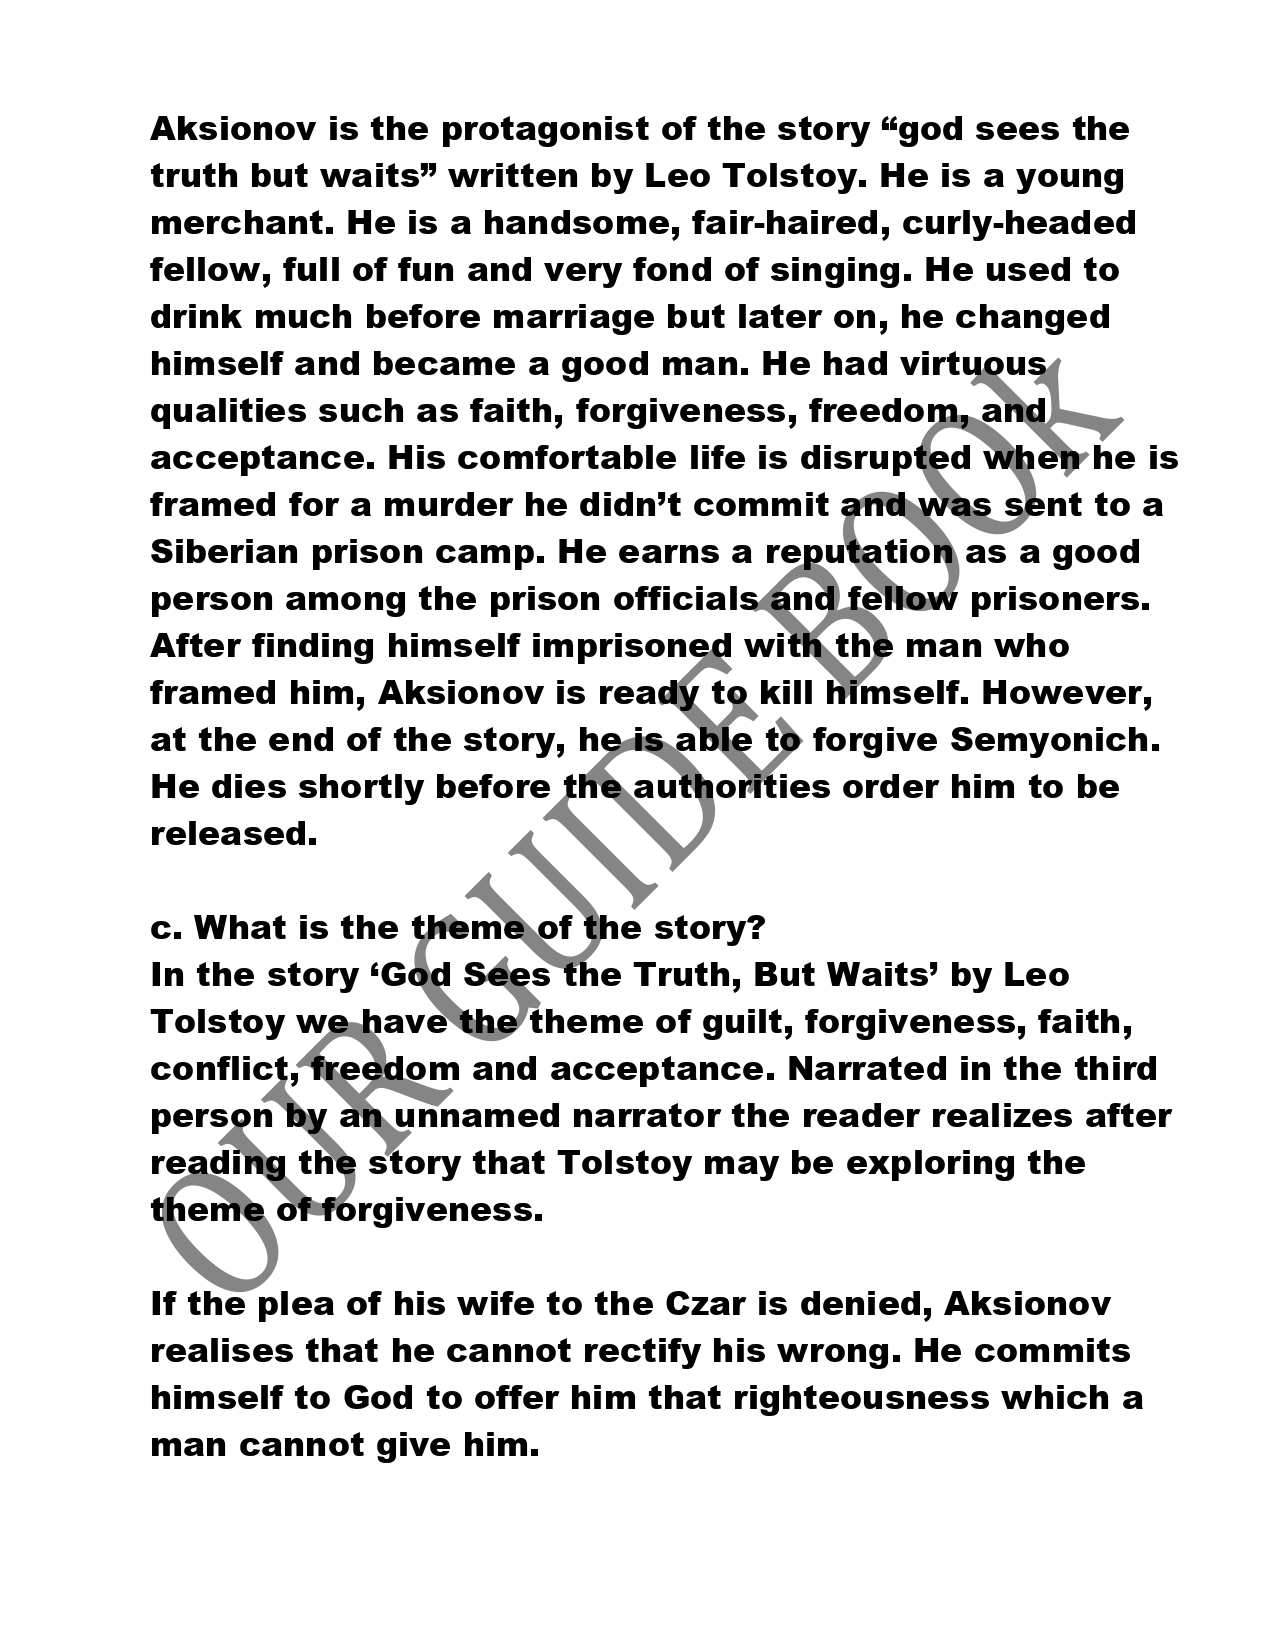 Aksionov is the protagonist of the story “god sees the
truth but waits” written by Leo Tolstoy. He is a young
merchant. He is a handsome, fair-haired, curly-headed
fellow, full of fun and very fond of singing. He used to
drink much before marriage but later on, he changed
himself and became a good man. He had virtuous
qualities such as faith, forgiveness, freedom, and
acceptance. His comfortable life is disrupted when he is
framed for a murder he didn’t commit and was sent to a
Siberian prison camp. He earns a reputation as a good
person among the prison officials and fellow prisoners.
After finding himself imprisoned with the man who
framed him, Aksionov is ready to kill himself. However,
at the end of the story, he is able to forgive Semyonich.
He dies shortly before the authorities order him to be
released.
c. What is the theme of the story?
In the story ‘God Sees the Truth, But Waits’ by Leo
Tolstoy we have the theme of guilt, forgiveness, faith,
conflict, freedom and acceptance. Narrated in the third
person by an unnamed narrator the reader realizes after
reading the story that Tolstoy may be exploring the
theme of forgiveness.
If the plea of his wife to the Czar is denied, Aksionov
realises that he cannot rectify his wrong. He commits
himself to God to offer him that righteousness which a
man cannot give him.
OUR GUIDE BOOk